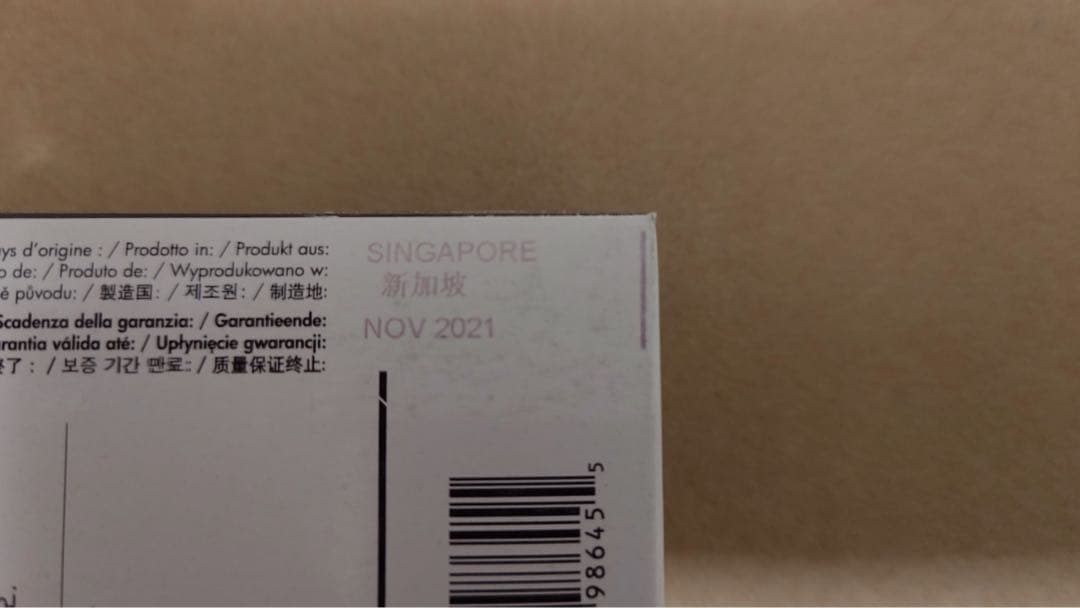 ys d'origine : / Prodotto in: / Produkt aus: SINGAPORE
o de: / Produto de: / Wyprodukowano w: 新加坡
ě původu: / 製造国: / 제조원: / 制造地:
Scadenza della garanzia: / Garantieende: NOV 2021
rantia válida até: / Upłynięcie gwarancji:
了 : / 보증 기간 맨료:: / 质量保证终止:
98645 5